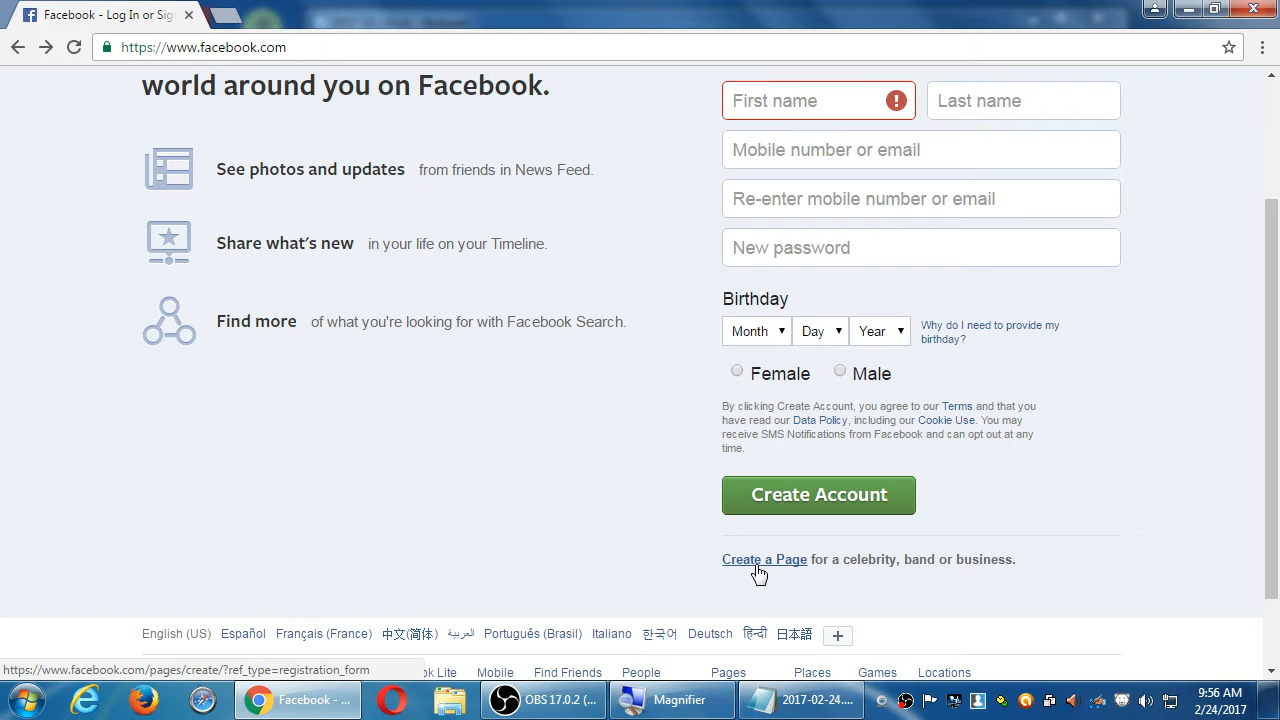 Facebook - Log In or Sig
https://www.facebook.com
world around you on Facebook.
See photos and updates from friends in News Feed.
Share what's new in your life on your Timeline.
Find more of what you're looking for with Facebook Search.
First name
Last name
Mobile number or email
Re-enter mobile number or email
New password
Birthday
Month Day Year
Why do I need to provide my
birthday?
Female Male
By clicking Create Account, you agree to our Terms and that you
have read our Data Policy, including our Cookie Use. You may
receive SMS Notifications from Facebook and can opt out at any
time.
Create Account
Create a Page for a celebrity, band or business.
English (US) Español Français (France) 中文(简体) العربية Português (Brasil) Italiano 한국어 Deutsch हिन्दी 日本語 +
https://www.facebook.com/pages/create/?ref_type=registration_form
Lite Mobile Find Friends People Pages Places Games Locations
Facebook - ...
OBS 17.0.2 (...
Magnifier
2017-02-24....
9:56 AM
2/24/2017